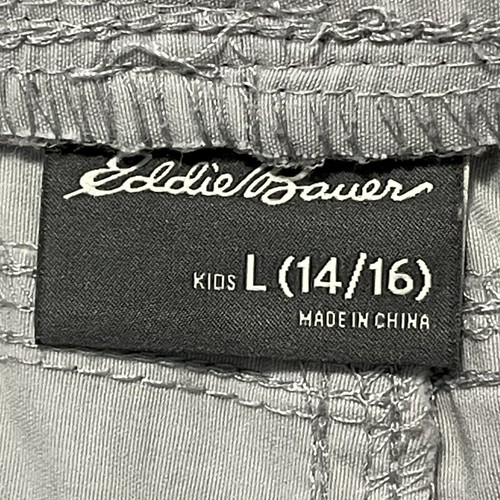 Eddie Bauer
KIDS L (14/16)
MADE IN CHINA